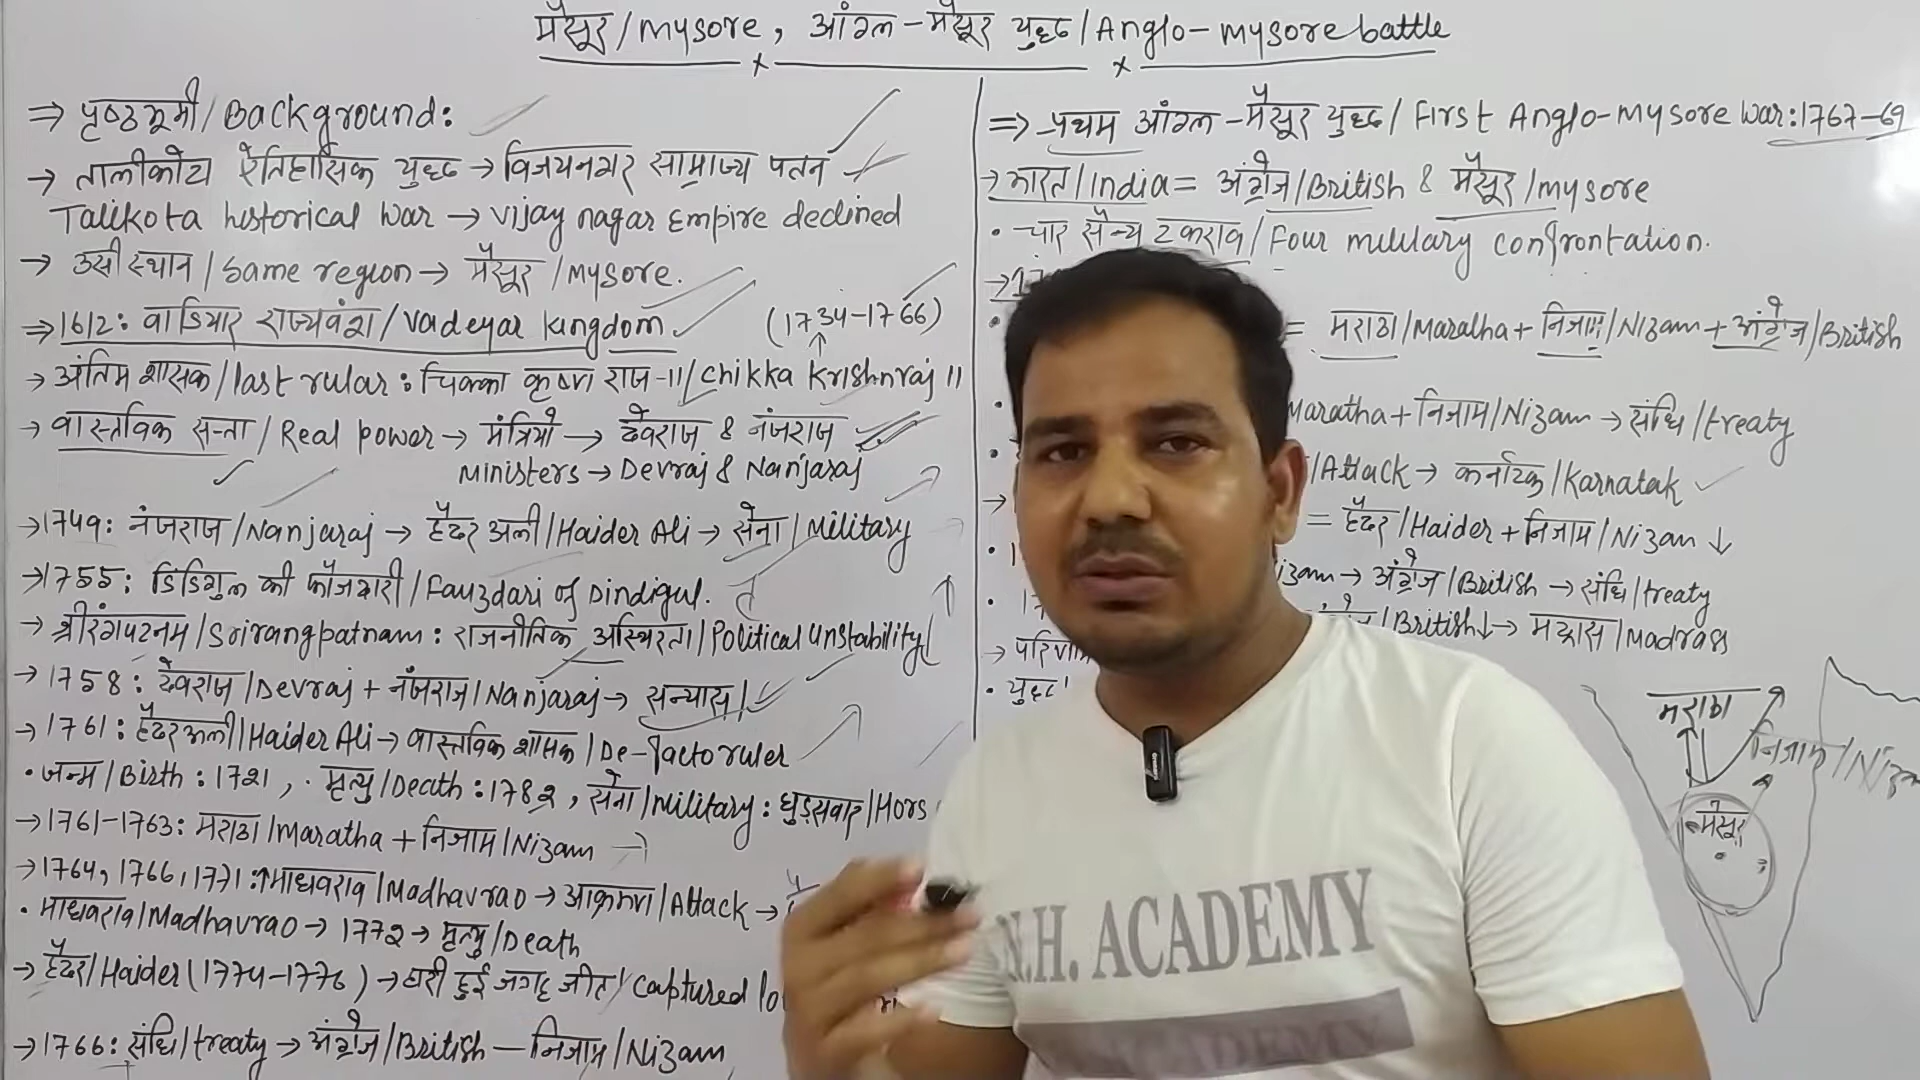 मैसूर/mysore, आंग्ल-मैसूर युद्ध/Anglo-mysore battle
⇒ पृष्ठभूमी/Background:
→ तालीकोटा ऐतिहासिक युद्ध → विजयनगर साम्राज्य पतन
Talikota historical war → vijay nagar Empire declined
→ उसी स्थान/same region → मैसूर/mysore.
⇒ 1612: वाडियार राज्यवंश/Vadeyar kingdom. (1734-1766)
→ अंतिम शासक/last rular: चिक्का कृष्ण राज-II/Chikka Krishnraj II
→ वास्तविक सत्ता/Real power → मंत्रियों → देवराज & नंजराज
ministers → Devraj & Nanjaraj
→ 1749: नंजराज/Nanjaraj → हैदर अली/Haider Ali → सेना/Military
→ 1755: डिंडिगुल की फौजदारी/Fauzdari of Dindigul.
→ श्रीरंगपटनम/Srirangpatnam: राजनीतिक अस्थिरता/Political unstability
→ 1758: देवराज/Devraj + नंजराज/Nanjaraj → सन्यास
→ 1761: हैदरअली/Haider Ali → वास्तविक शासक/De-facto ruler
• जन्म/Birth: 1721, • मृत्यु/Death: 1782, सेना/military: घुड़सवार/Hors
→ 1761-1763: मराठा/Maratha + निजाम/Nizam
→ 1764, 1766, 1771: माधवराव/Madhavrao → आक्रमण/Attack →
• माधवराव/Madhavrao → 1772 → मृत्यु/Death
→ हैदर/Haider (1774-1776) → हारी हुई जगह जीत/Captured lo
→ 1766: संधि/treaty → अंग्रेज/British - निजाम/Nizam
⇒ प्रथम आंग्ल-मैसूर युद्ध/First Anglo-mysore war: 1767-69
→ भारत/India = अंग्रेज/British & मैसूर/mysore
• चार सैन्य टकराव/Four military confrontation.
= मराठा/Maratha + निजाम/Nizam + अंग्रेज/British
Maratha + निजाम/Nizam → संधि/treaty
/Attack → कर्नाटक/Karnatak
= हैदर/Haider + निजाम/Nizam ↓
izam → अंग्रेज/British → संधि/treaty
/British↓ → मद्रास/Madras
मराठा
निजाम/Niza
मैसूर
N.H. ACADEMY
ACADEMY